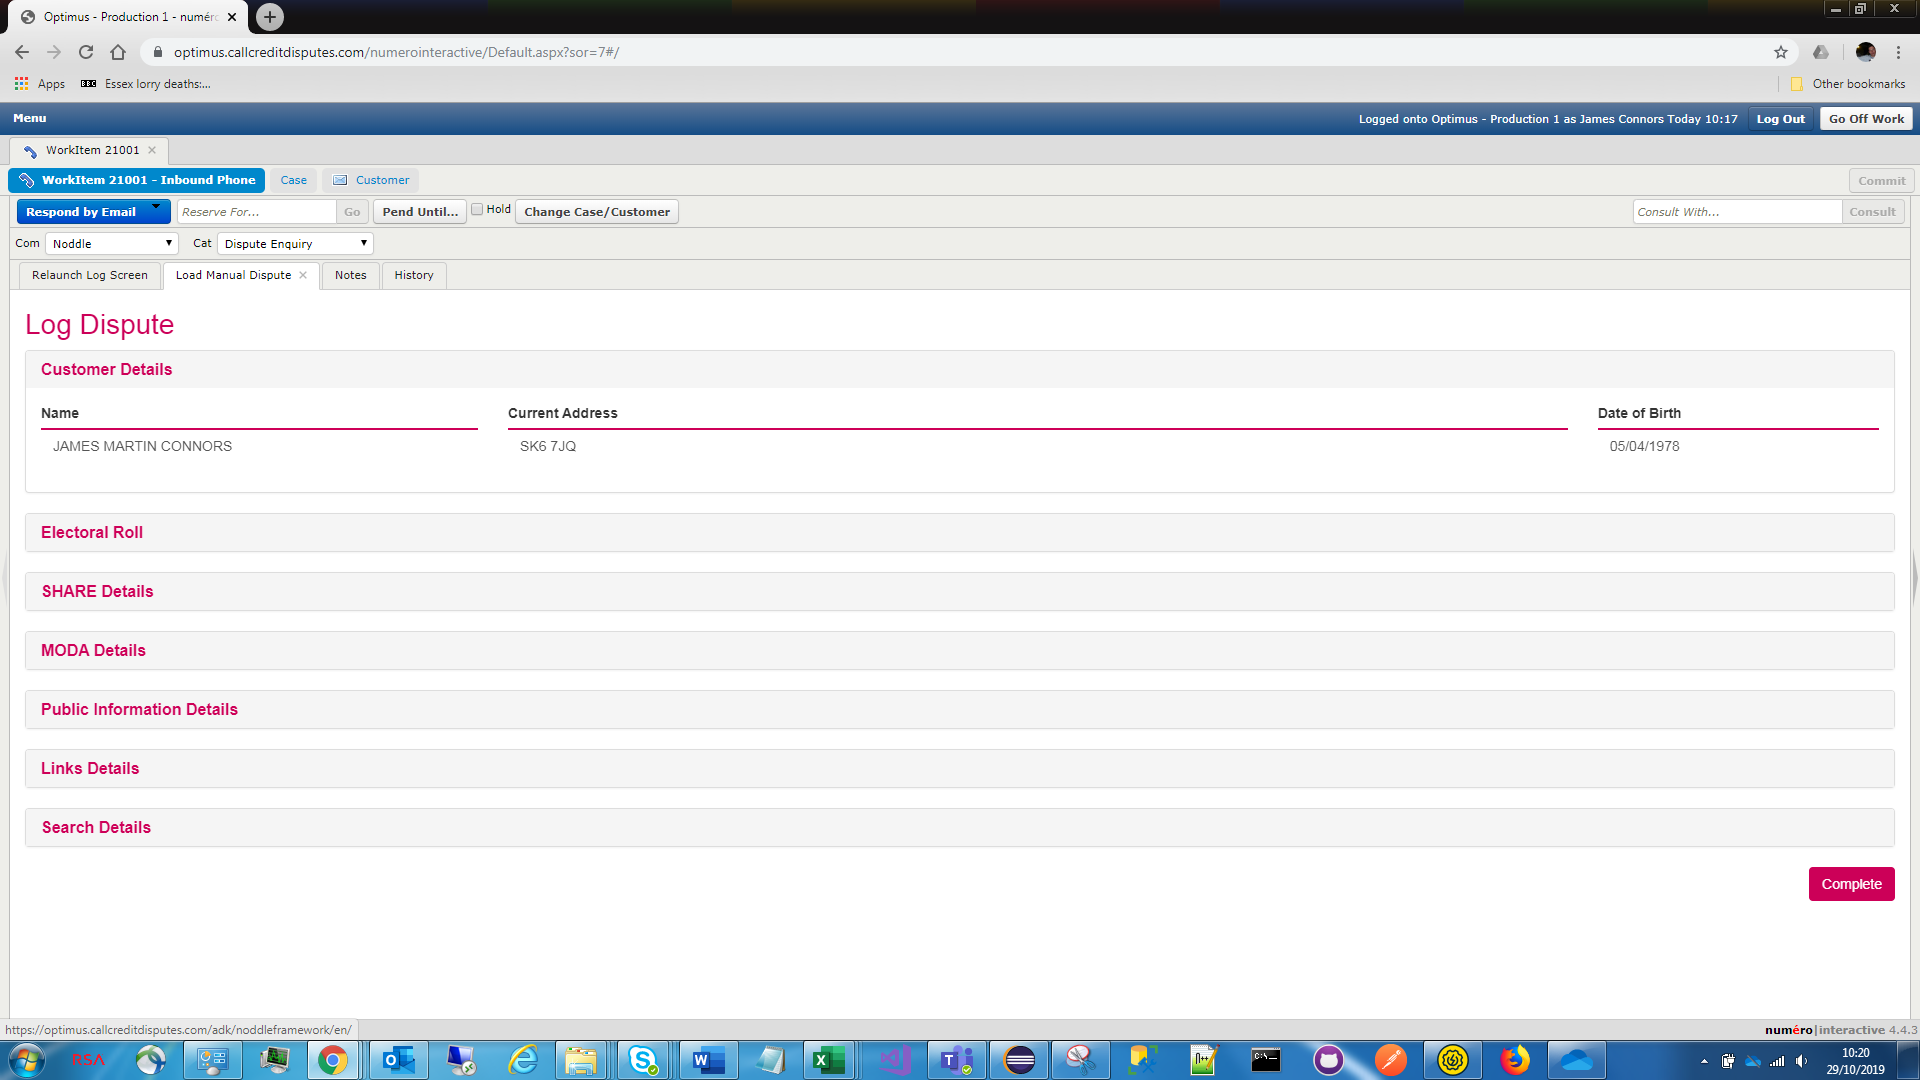 Optimus - Production 1 - numéro
optimus.callcreditdisputes.com/numerointeractive/Default.aspx?sor=7#/
Apps BBC Essex lorry deaths:... Other bookmarks
Menu Logged onto Optimus - Production 1 as James Connors Today 10:17 Log Out Go Off Work
WorkItem 21001
WorkItem 21001 - Inbound Phone Case Customer Commit
Respond by Email Reserve For... Go Pend Until... Hold Change Case/Customer Consult With... Consult
Com Noddle Cat Dispute Enquiry
Relaunch Log Screen Load Manual Dispute Notes History
Log Dispute
Customer Details
Name Current Address Date of Birth
JAMES MARTIN CONNORS SK6 7JQ 05/04/1978
Electoral Roll
SHARE Details
MODA Details
Public Information Details
Links Details
Search Details
Complete
https://optimus.callcreditdisputes.com/adk/noddleframework/en/ numéro|interactive 4.4.3
RSA 10:20
29/10/2019